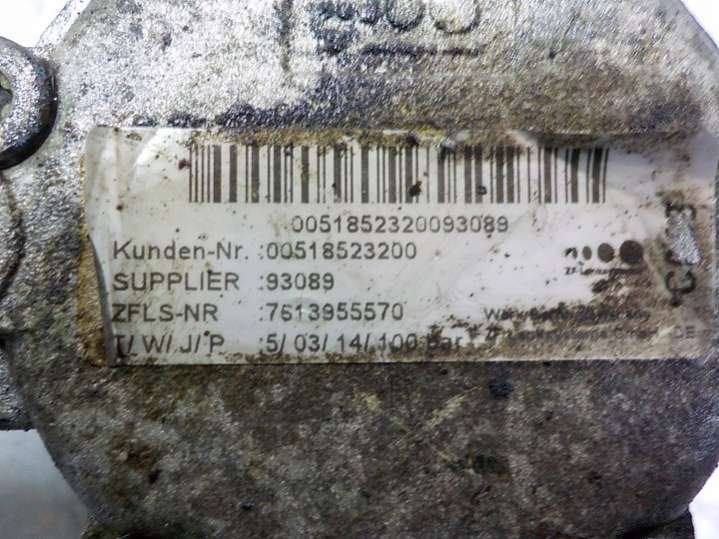 0051852320093089
Kunden-Nr. :00518523200
SUPPLIER :93089
ZFLS-NR :7613955570
T/ W/ J/ P : 5/ 03/ 14/ 100 bar